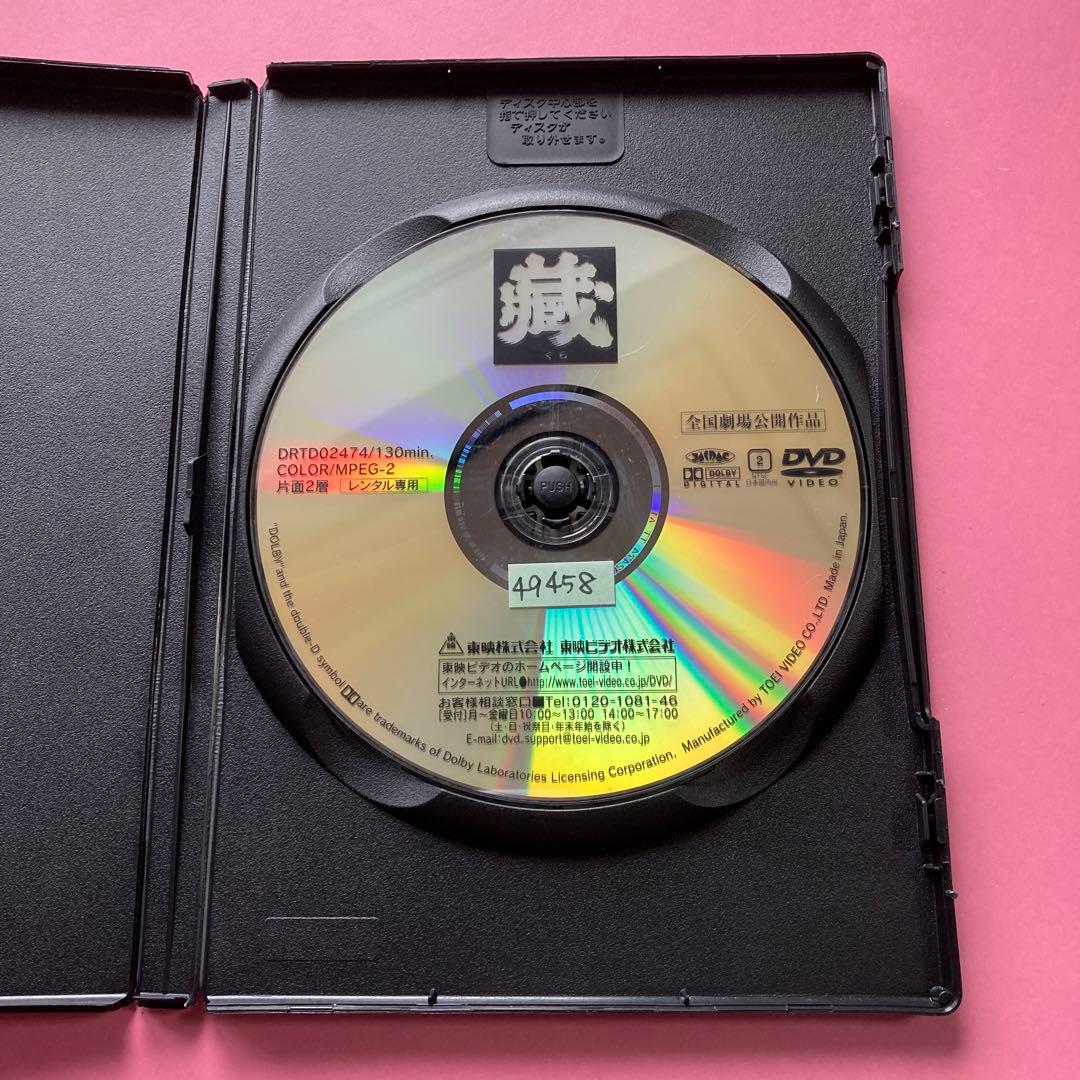 ディスク中心部を
指で押してください
ディスクが
取り外せます。
藏
くら
全国劇場公開作品
DRTD02474/130min.
COLOR/MPEG-2
片面2層 レンタル専用
DOLBY
DIGITAL
2
NTSC
日本国内向
DVD
VIDEO
PUSH
49458
東映株式会社 東映ビデオ株式会社
東映ビデオのホームページ開設中!
インターネットURL●http://www.toei-video.co.jp/DVD/
お客様相談窓口■Tel:0120-1081-46
[受付]月~金曜日10:00~13:00 14:00~17:00
(土・日・祝祭日・年末年始を除く)
E-mail:dvd_support@toei-video.co.jp
"DOLBY" and the double-D symbol are trademarks of Dolby Laboratories Licensing Corporation. Manufactured by TOEI VIDEO CO.,LTD. Made in Japan.